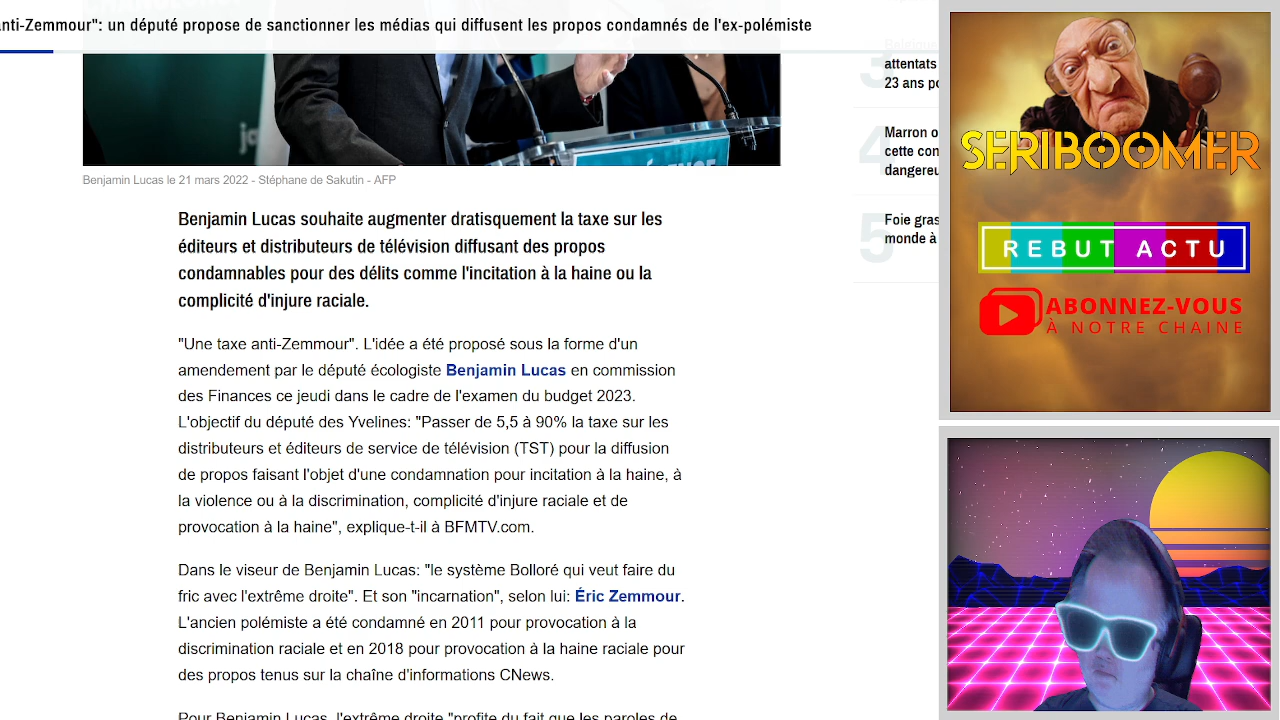 anti-Zemmour": un député propose de sanctionner les médias qui diffusent les propos condamnés de l'ex-polémiste
Benjamin Lucas le 21 mars 2022 - Stéphane de Sakutin - AFP
Benjamin Lucas souhaite augmenter dratisquement la taxe sur les
éditeurs et distributeurs de télévision diffusant des propos
condamnables pour des délits comme l'incitation à la haine ou la
complicité d'injure raciale.
"Une taxe anti-Zemmour". L'idée a été proposé sous la forme d'un
amendement par le député écologiste Benjamin Lucas en commission
des Finances ce jeudi dans le cadre de l'examen du budget 2023.
L'objectif du député des Yvelines: "Passer de 5,5 à 90% la taxe sur les
distributeurs et éditeurs de service de télévision (TST) pour la diffusion
de propos faisant l'objet d'une condamnation pour incitation à la haine, à
la violence ou à la discrimination, complicité d'injure raciale et de
provocation à la haine", explique-t-il à BFMTV.com.
Dans le viseur de Benjamin Lucas: "le système Bolloré qui veut faire du
fric avec l'extrême droite". Et son "incarnation", selon lui: Éric Zemmour.
L'ancien polémiste a été condamné en 2011 pour provocation à la
discrimination raciale et en 2018 pour provocation à la haine raciale pour
des propos tenus sur la chaîne d'informations CNews.
Pour Benjamin Lucas, l'extrême droite "profite du fait que les paroles de
3
Belgique
attentats
23 ans po
4
Marron o
cette con
dangereu
5
Foie gras
monde à
SERIBOOMER
REBUT ACTU
ABONNEZ-VOUS
À NOTRE CHAINE